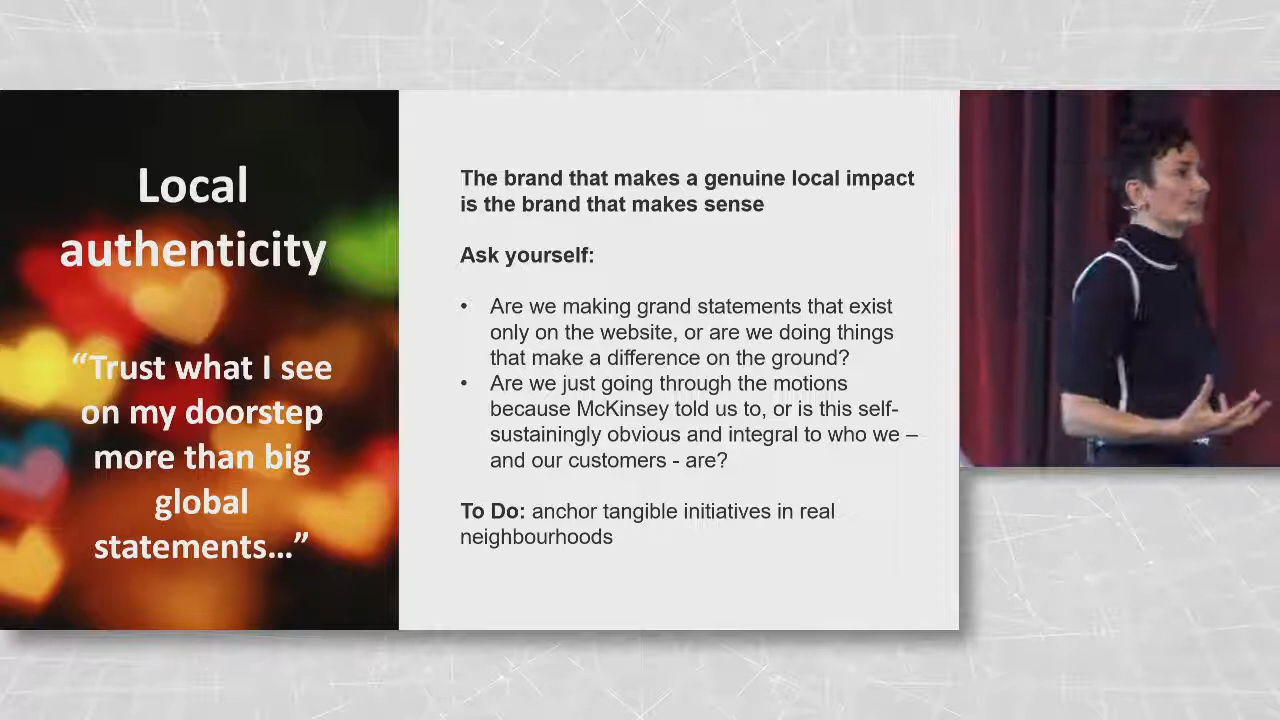 Local
authenticity
“Trust what I see
on my doorstep
more than big
global
statements...”
The brand that makes a genuine local impact
is the brand that makes sense
Ask yourself:
• Are we making grand statements that exist
only on the website, or are we doing things
that make a difference on the ground?
• Are we just going through the motions
because McKinsey told us to, or is this self-
sustainingly obvious and integral to who we –
and our customers - are?
To Do: anchor tangible initiatives in real
neighbourhoods